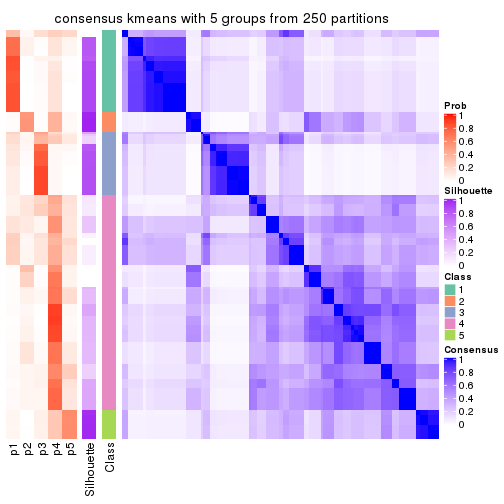 consensus kmeans with 5 groups from 250 partitions
Prob
1
0.8
0.6
0.4
0.2
0
Silhouette
1
0.8
0.6
0.4
0.2
0
Class
1
2
3
4
5
Consensus
1
0.8
0.6
0.4
0.2
0
p1
p2
p3
p4
p5
Silhouette
Class